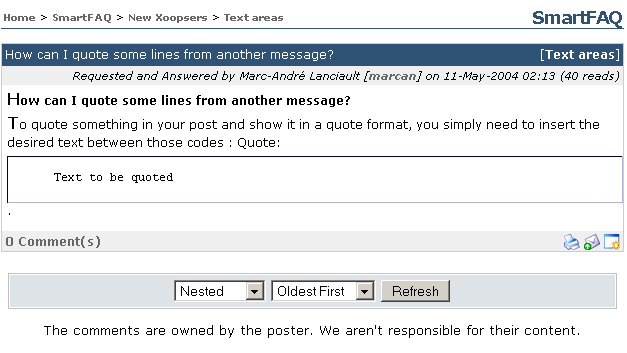 Home > SmartFAQ > New Xoopsers > Text areas
SmartFAQ
How can I quote some lines from another message?
[Text areas]
Requested and Answered by Marc-André Lanciault [marcan] on 11-May-2004 02:13 (40 reads)
How can I quote some lines from another message?
To quote something in your post and show it in a quote format, you simply need to insert the
desired text between those codes : Quote:
Text to be quoted
.
0 Comment(s)
Nested
Oldest First
Refresh
The comments are owned by the poster. We aren't responsible for their content.